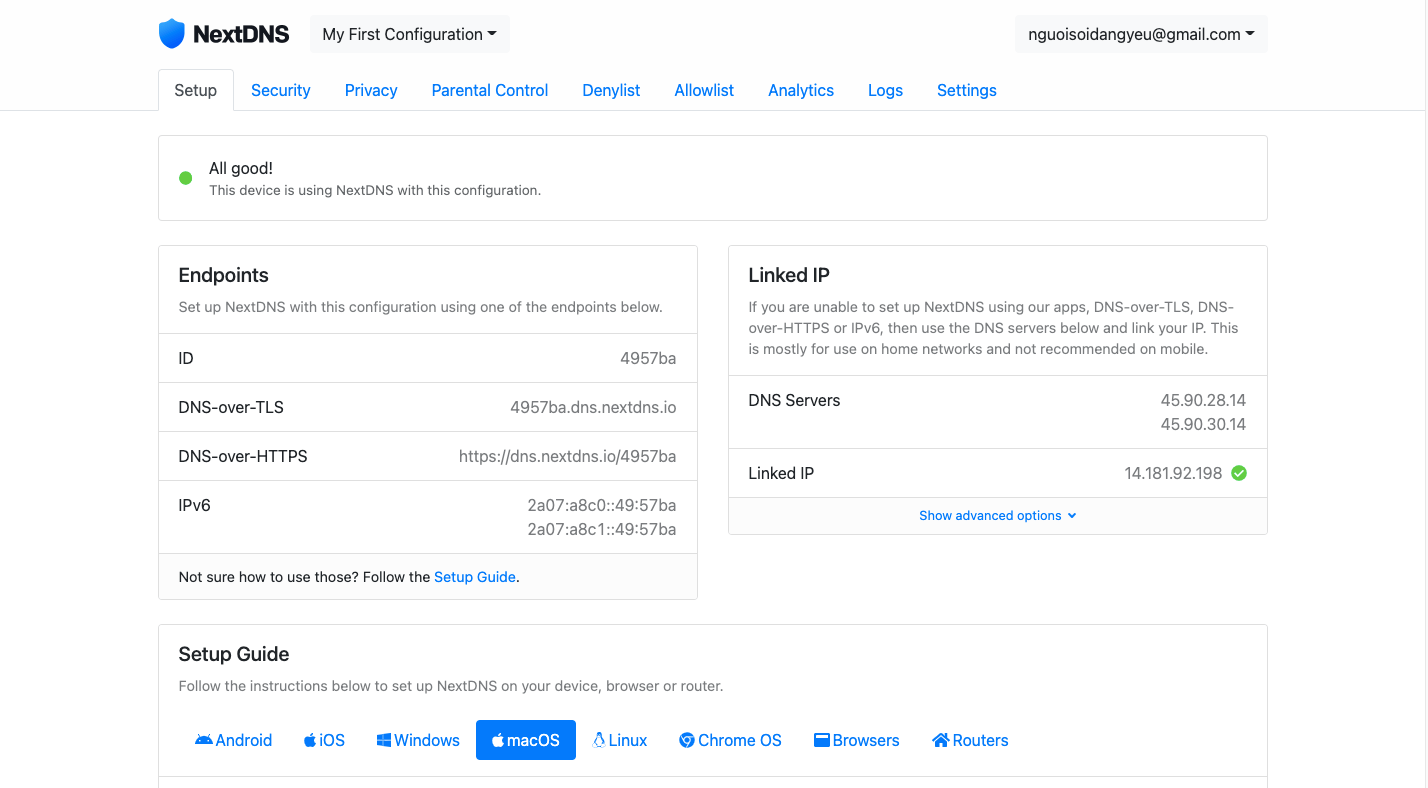 NextDNS
My First Configuration
nguoisoidangyeu@gmail.com
Setup
Security
Privacy
Parental Control
Denylist
Allowlist
Analytics
Logs
Settings
All good!
This device is using NextDNS with this configuration.
Endpoints
Set up NextDNS with this configuration using one of the endpoints below.
ID
4957ba
DNS-over-TLS
4957ba.dns.nextdns.io
DNS-over-HTTPS
https://dns.nextdns.io/4957ba
IPv6
2a07:a8c0::49:57ba
2a07:a8c1::49:57ba
Not sure how to use those? Follow the Setup Guide.
Linked IP
If you are unable to set up NextDNS using our apps, DNS-over-TLS, DNS-
over-HTTPS or IPv6, then use the DNS servers below and link your IP. This
is mostly for use on home networks and not recommended on mobile.
DNS Servers
45.90.28.14
45.90.30.14
Linked IP
14.181.92.198
Show advanced options
Setup Guide
Follow the instructions below to set up NextDNS on your device, browser or router.
Android
iOS
Windows
macOS
Linux
Chrome OS
Browsers
Routers